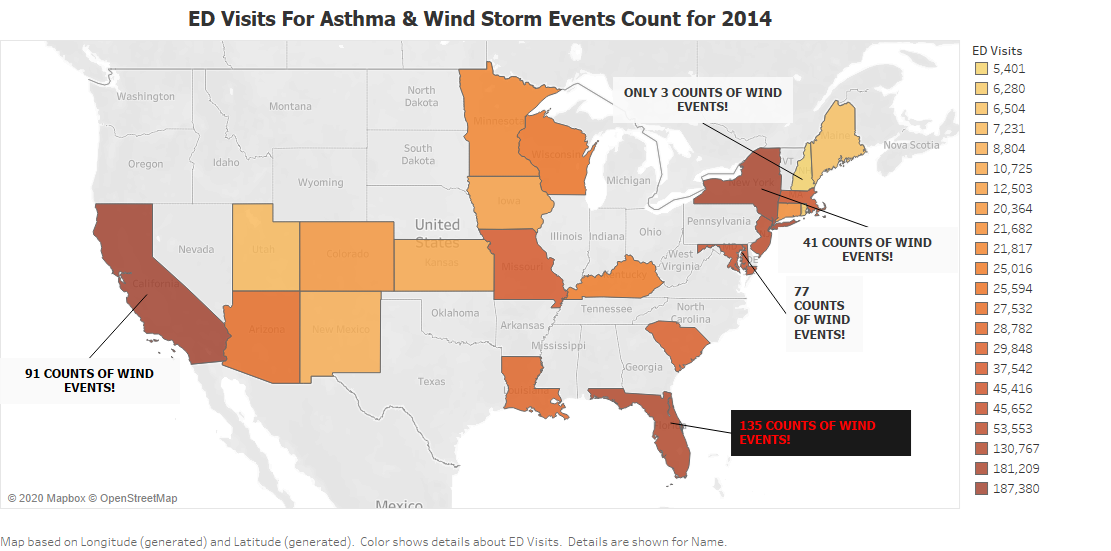 ED Visits For Asthma & Wind Storm Events Count for 2014
Washington
Montana
North
Dakota
Minnesota
ONLY 3 COUNTS OF WIND
EVENTS!
Maine
Nova Scotia
Oregon
Idaho
South
Dakota
Wisconsin
Wyoming
Michigan
VT
New York
Iowa
Nevada
Utah
Colorado
United
States
Kansas
Illinois
Indiana
Ohio
Pennsylvania
41 COUNTS OF WIND
EVENTS!
Missouri
West
Virginia
DE
Kentucky
California
77
COUNTS
OF WIND
EVENTS!
Arizona
New Mexico
Oklahoma
Arkansas
Tennessee
North
Carolina
91 COUNTS OF WIND
EVENTS!
Texas
Mississippi
Georgia
135 COUNTS OF WIND
EVENTS!
Mexico
© 2020 Mapbox © OpenStreetMap
ED Visits
5,401
6,280
6,504
7,231
8,804
10,725
12,503
20,364
21,682
21,817
25,016
25,594
27,532
28,782
29,848
37,542
45,416
45,652
53,553
130,767
181,209
187,380
Map based on Longitude (generated) and Latitude (generated). Color shows details about ED Visits. Details are shown for Name.